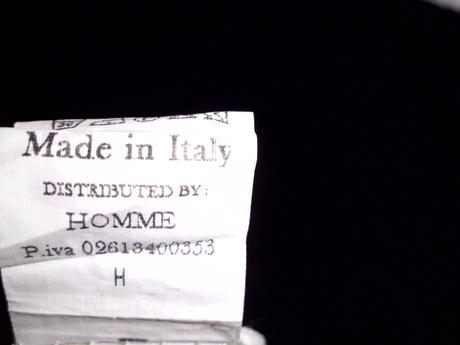 Made in Italy
DISTRIBUTED BY:
HOMME
P.iva 02613400353
H